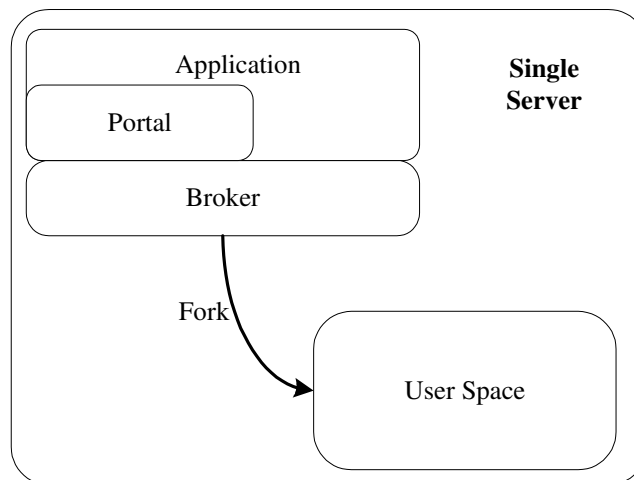 Application
Single
Server
Portal
Broker
Fork
User Space